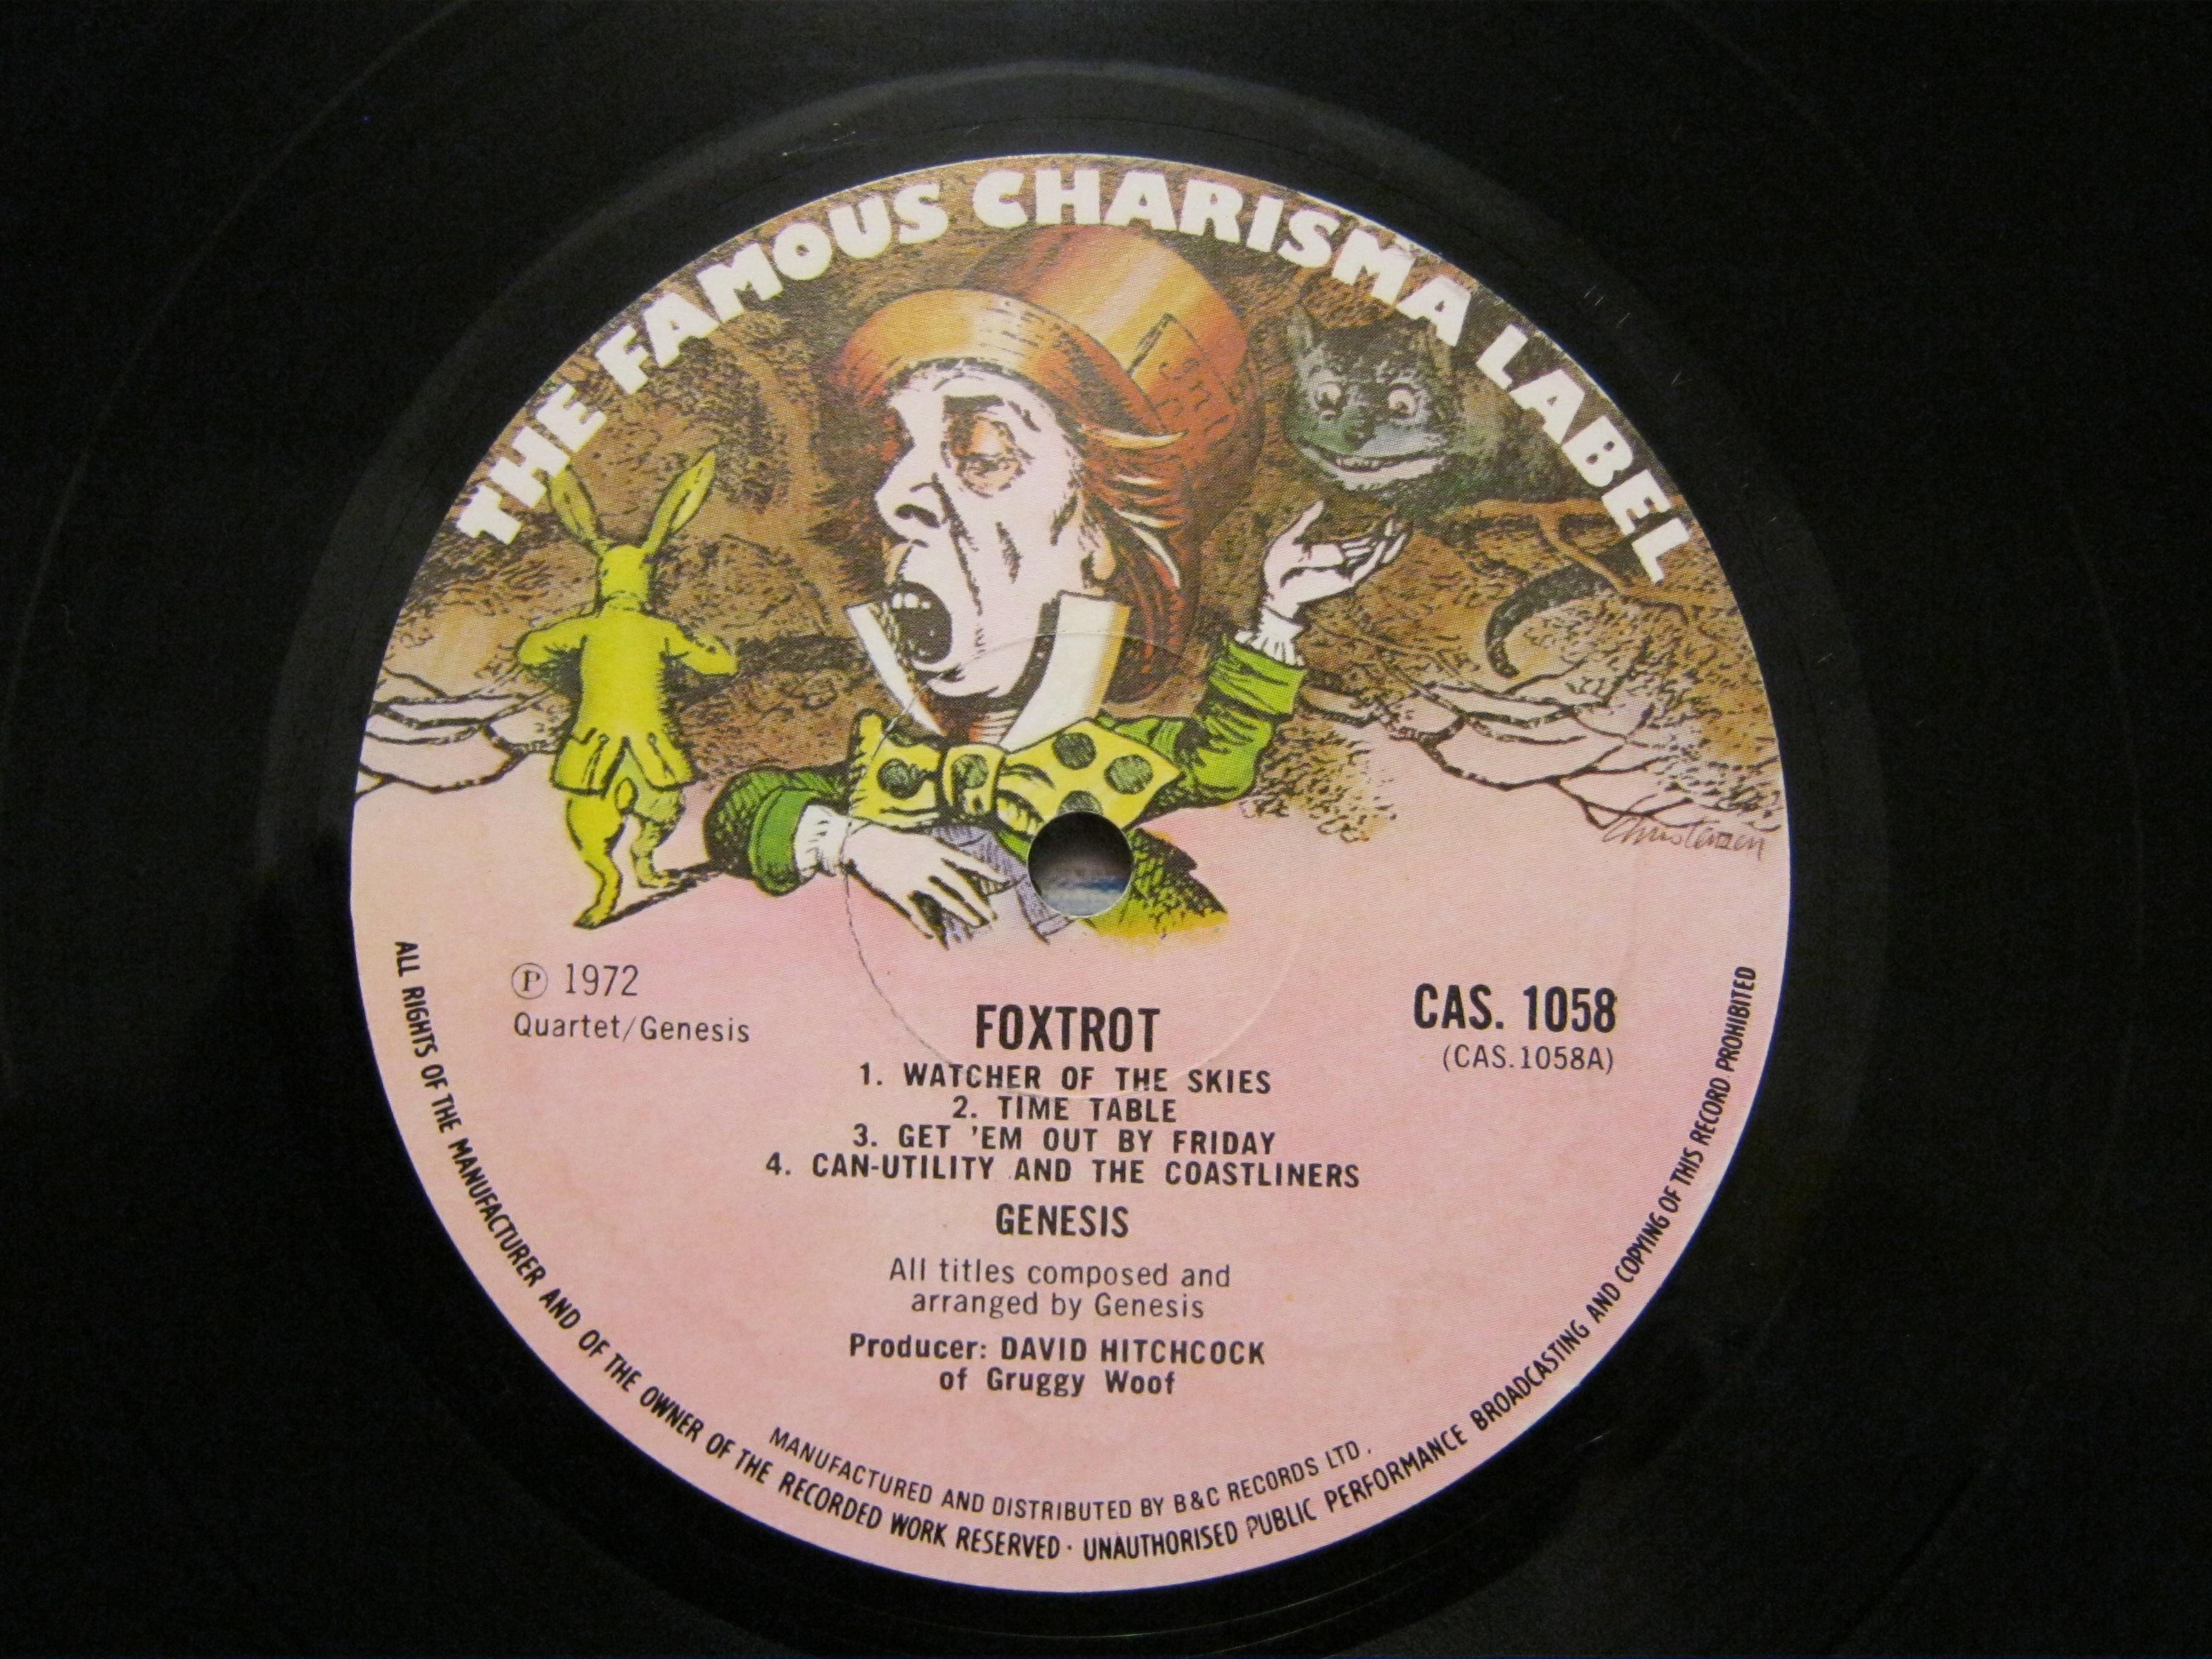 THE FAMOUS CHARISMA LABEL
Christensen
℗ 1972
Quartet/Genesis
CAS. 1058
(CAS.1058A)
FOXTROT
1. WATCHER OF THE SKIES
2. TIME TABLE
3. GET 'EM OUT BY FRIDAY
4. CAN-UTILITY AND THE COASTLINERS
GENESIS
All titles composed and
arranged by Genesis
Producer: DAVID HITCHCOCK
of Gruggy Woof
MANUFACTURED AND DISTRIBUTED BY B&C RECORDS LTD.
ALL RIGHTS OF THE MANUFACTURER AND OF THE OWNER OF THE RECORDED WORK RESERVED · UNAUTHORISED PUBLIC PERFORMANCE BROADCASTING AND COPYING OF THIS RECORD PROHIBITED